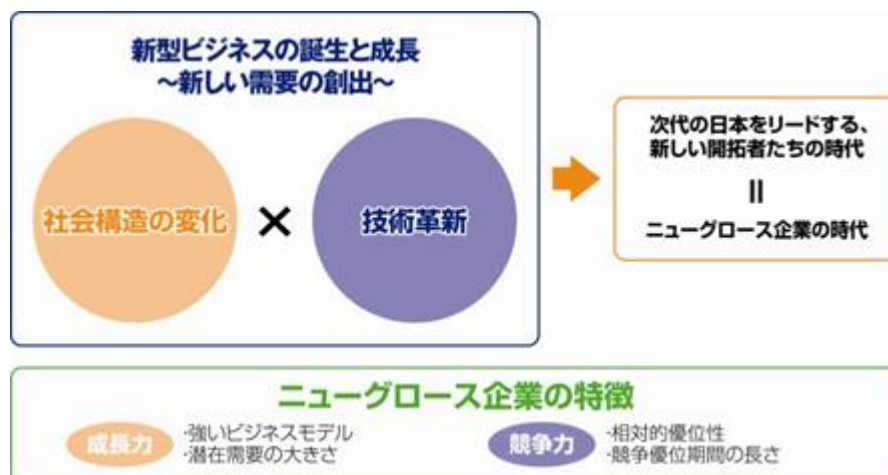 新型ビジネスの誕生と成長
～新しい需要の創出～
社会構造の変化
×
技術革新
次代の日本をリードする、
新しい開拓者たちの時代
=
ニューグロース企業の時代
ニューグロース企業の特徴
成長力
·強いビジネスモデル
·潜在需要の大きさ
競争力
·相対的優位性
·競争優位期間の長さ